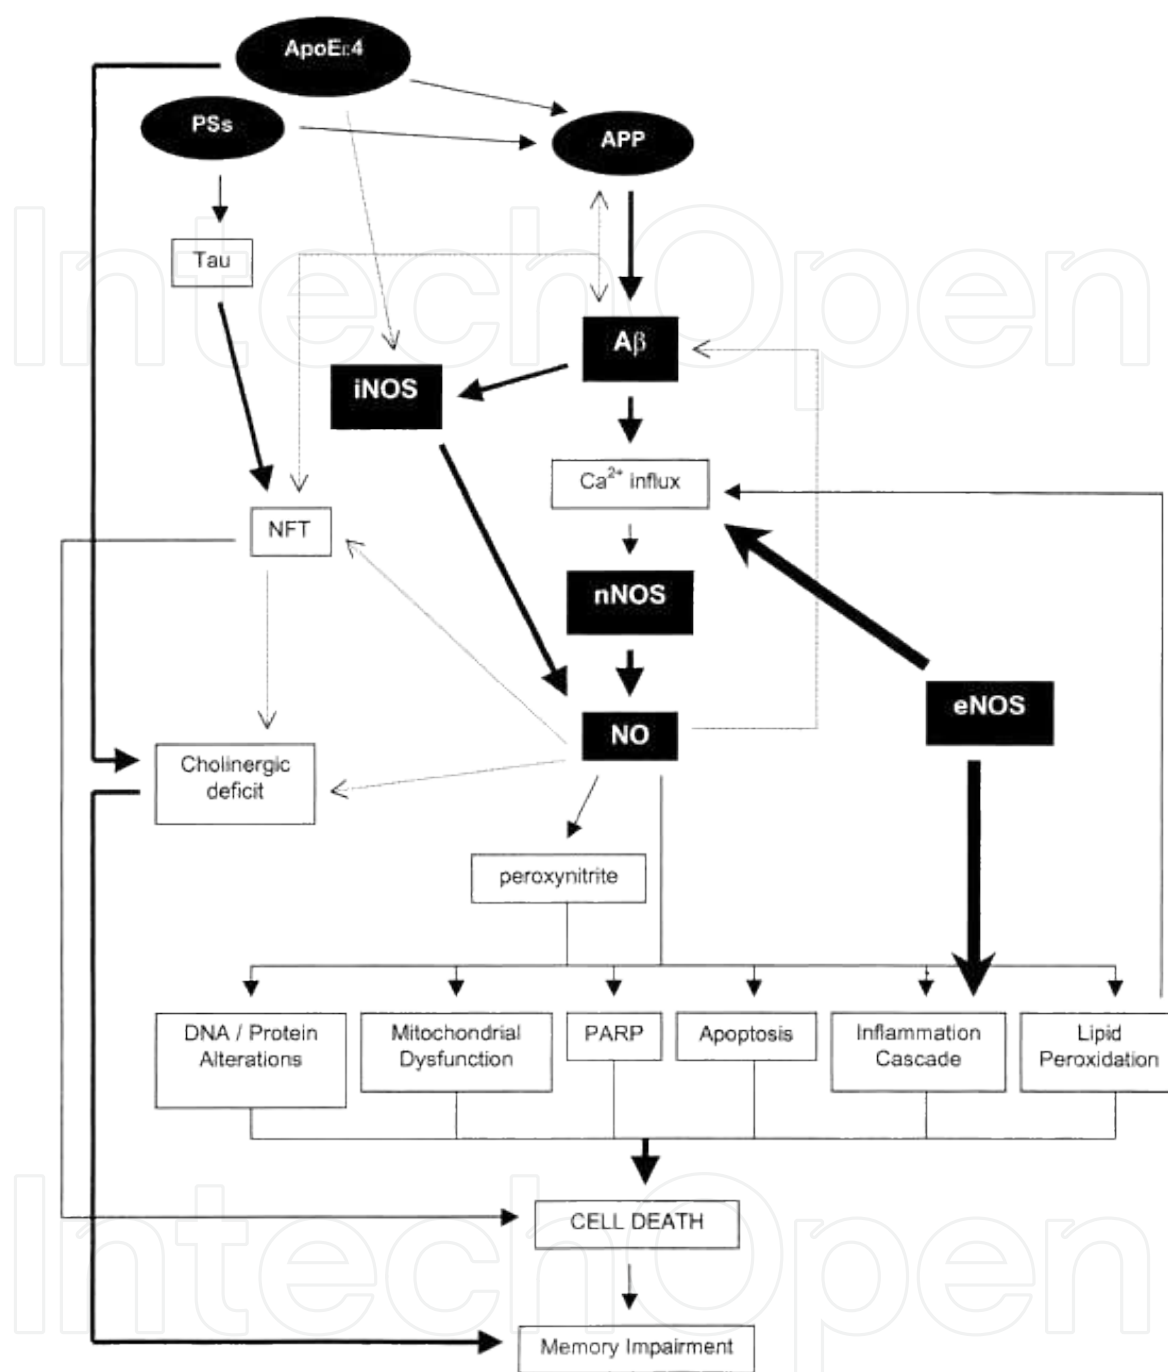 ApoEε4
PSs
APP
Tau
Aβ
iNOS
Ca²⁺ influx
NFT
nNOS
eNOS
NO
Cholinergic
deficit
peroxynitrite
DNA / Protein
Alterations
Mitochondrial
Dysfunction
PARP
Apoptosis
Inflammation
Cascade
Lipid
Peroxidation
CELL DEATH
Memory Impairment
IntechOpen
IntechOpen